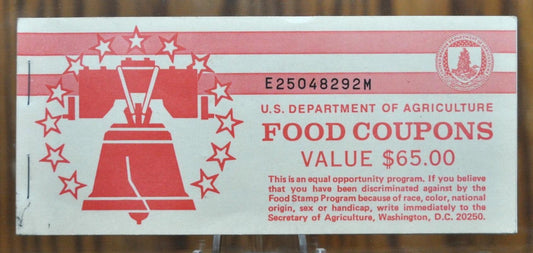 E25048292M
U.S. DEPARTMENT OF AGRICULTURE
FOOD COUPONS
VALUE $65.00
This is an equal opportunity program. If you believe
that you have been discriminated against by the
Food Stamp Program because of race, color, national
origin, sex or handicap, write immediately to the
Secretary of Agriculture, Washington, D.C. 20250.